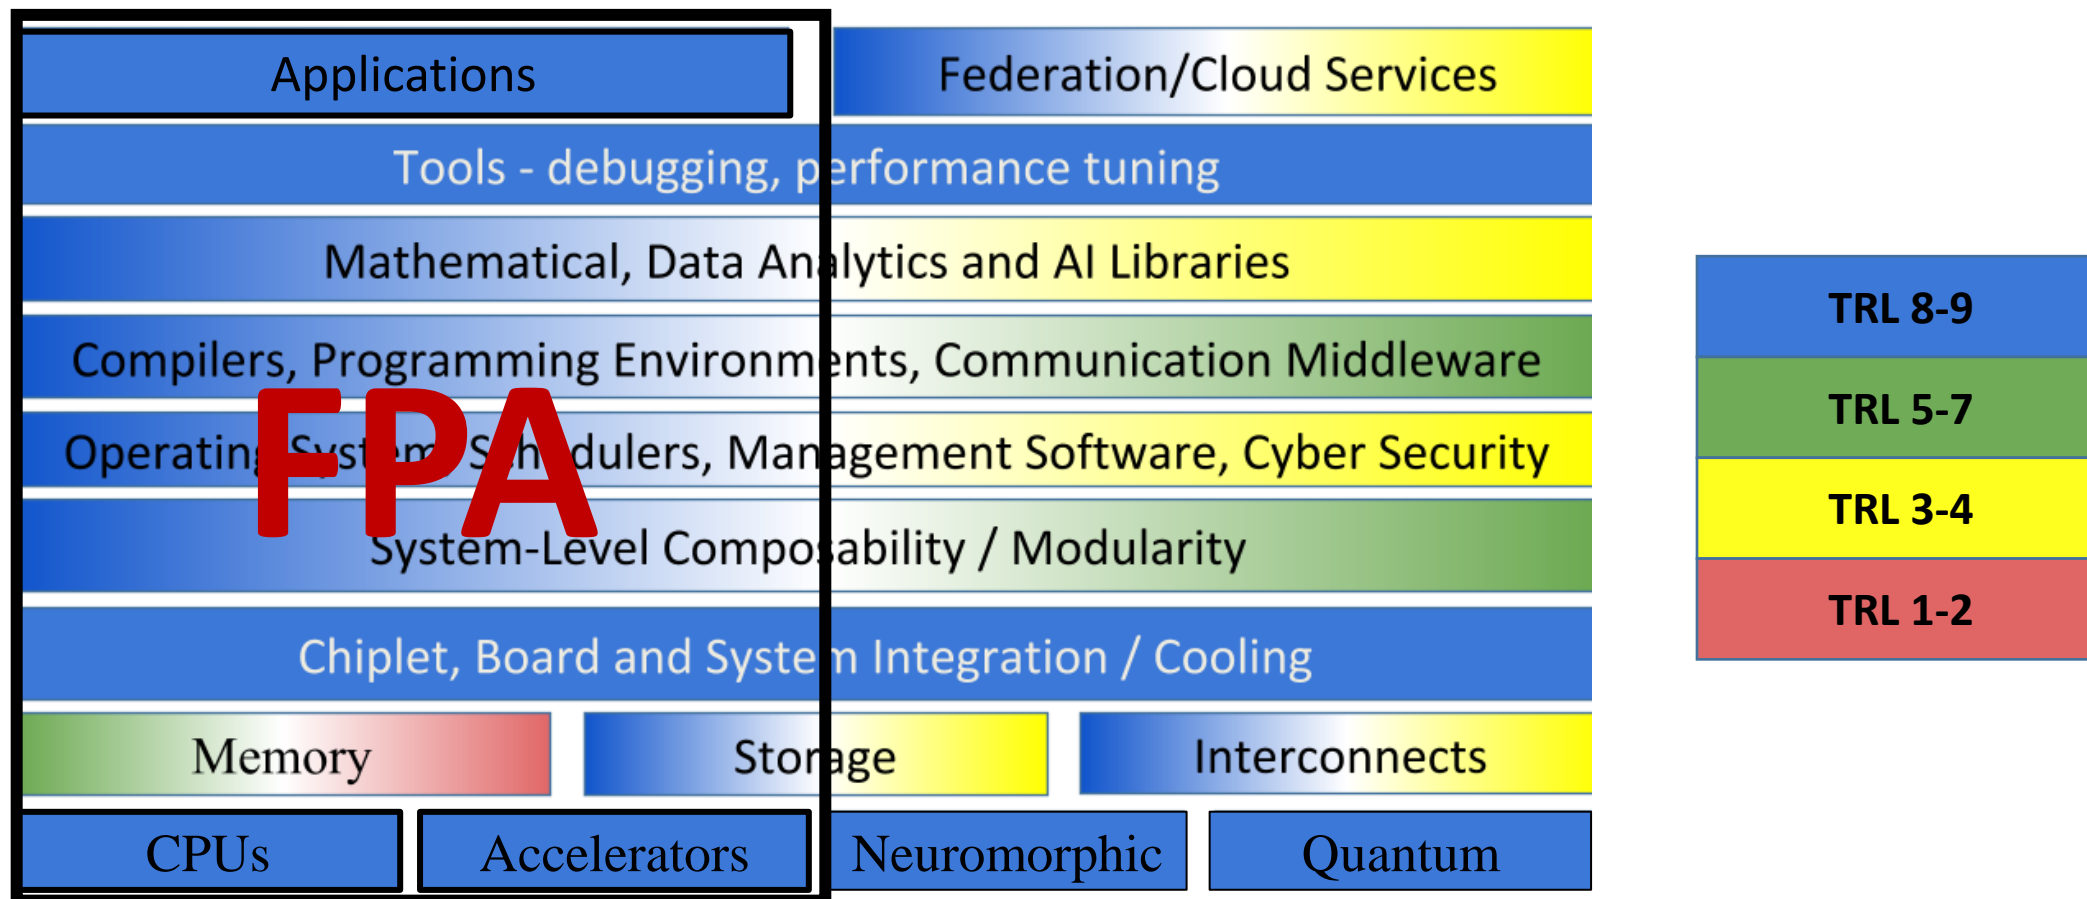 Applications
Federation/Cloud Services
Tools - debugging, performance tuning
Mathematical, Data Analytics and AI Libraries
Compilers, Programming Environments, Communication Middleware
FPA
Operating System, Schedulers, Management Software, Cyber Security
System-Level Composability / Modularity
Chiplet, Board and System Integration / Cooling
Memory
Storage
Interconnects
CPUs
Accelerators
Neuromorphic
Quantum
TRL 8-9
TRL 5-7
TRL 3-4
TRL 1-2